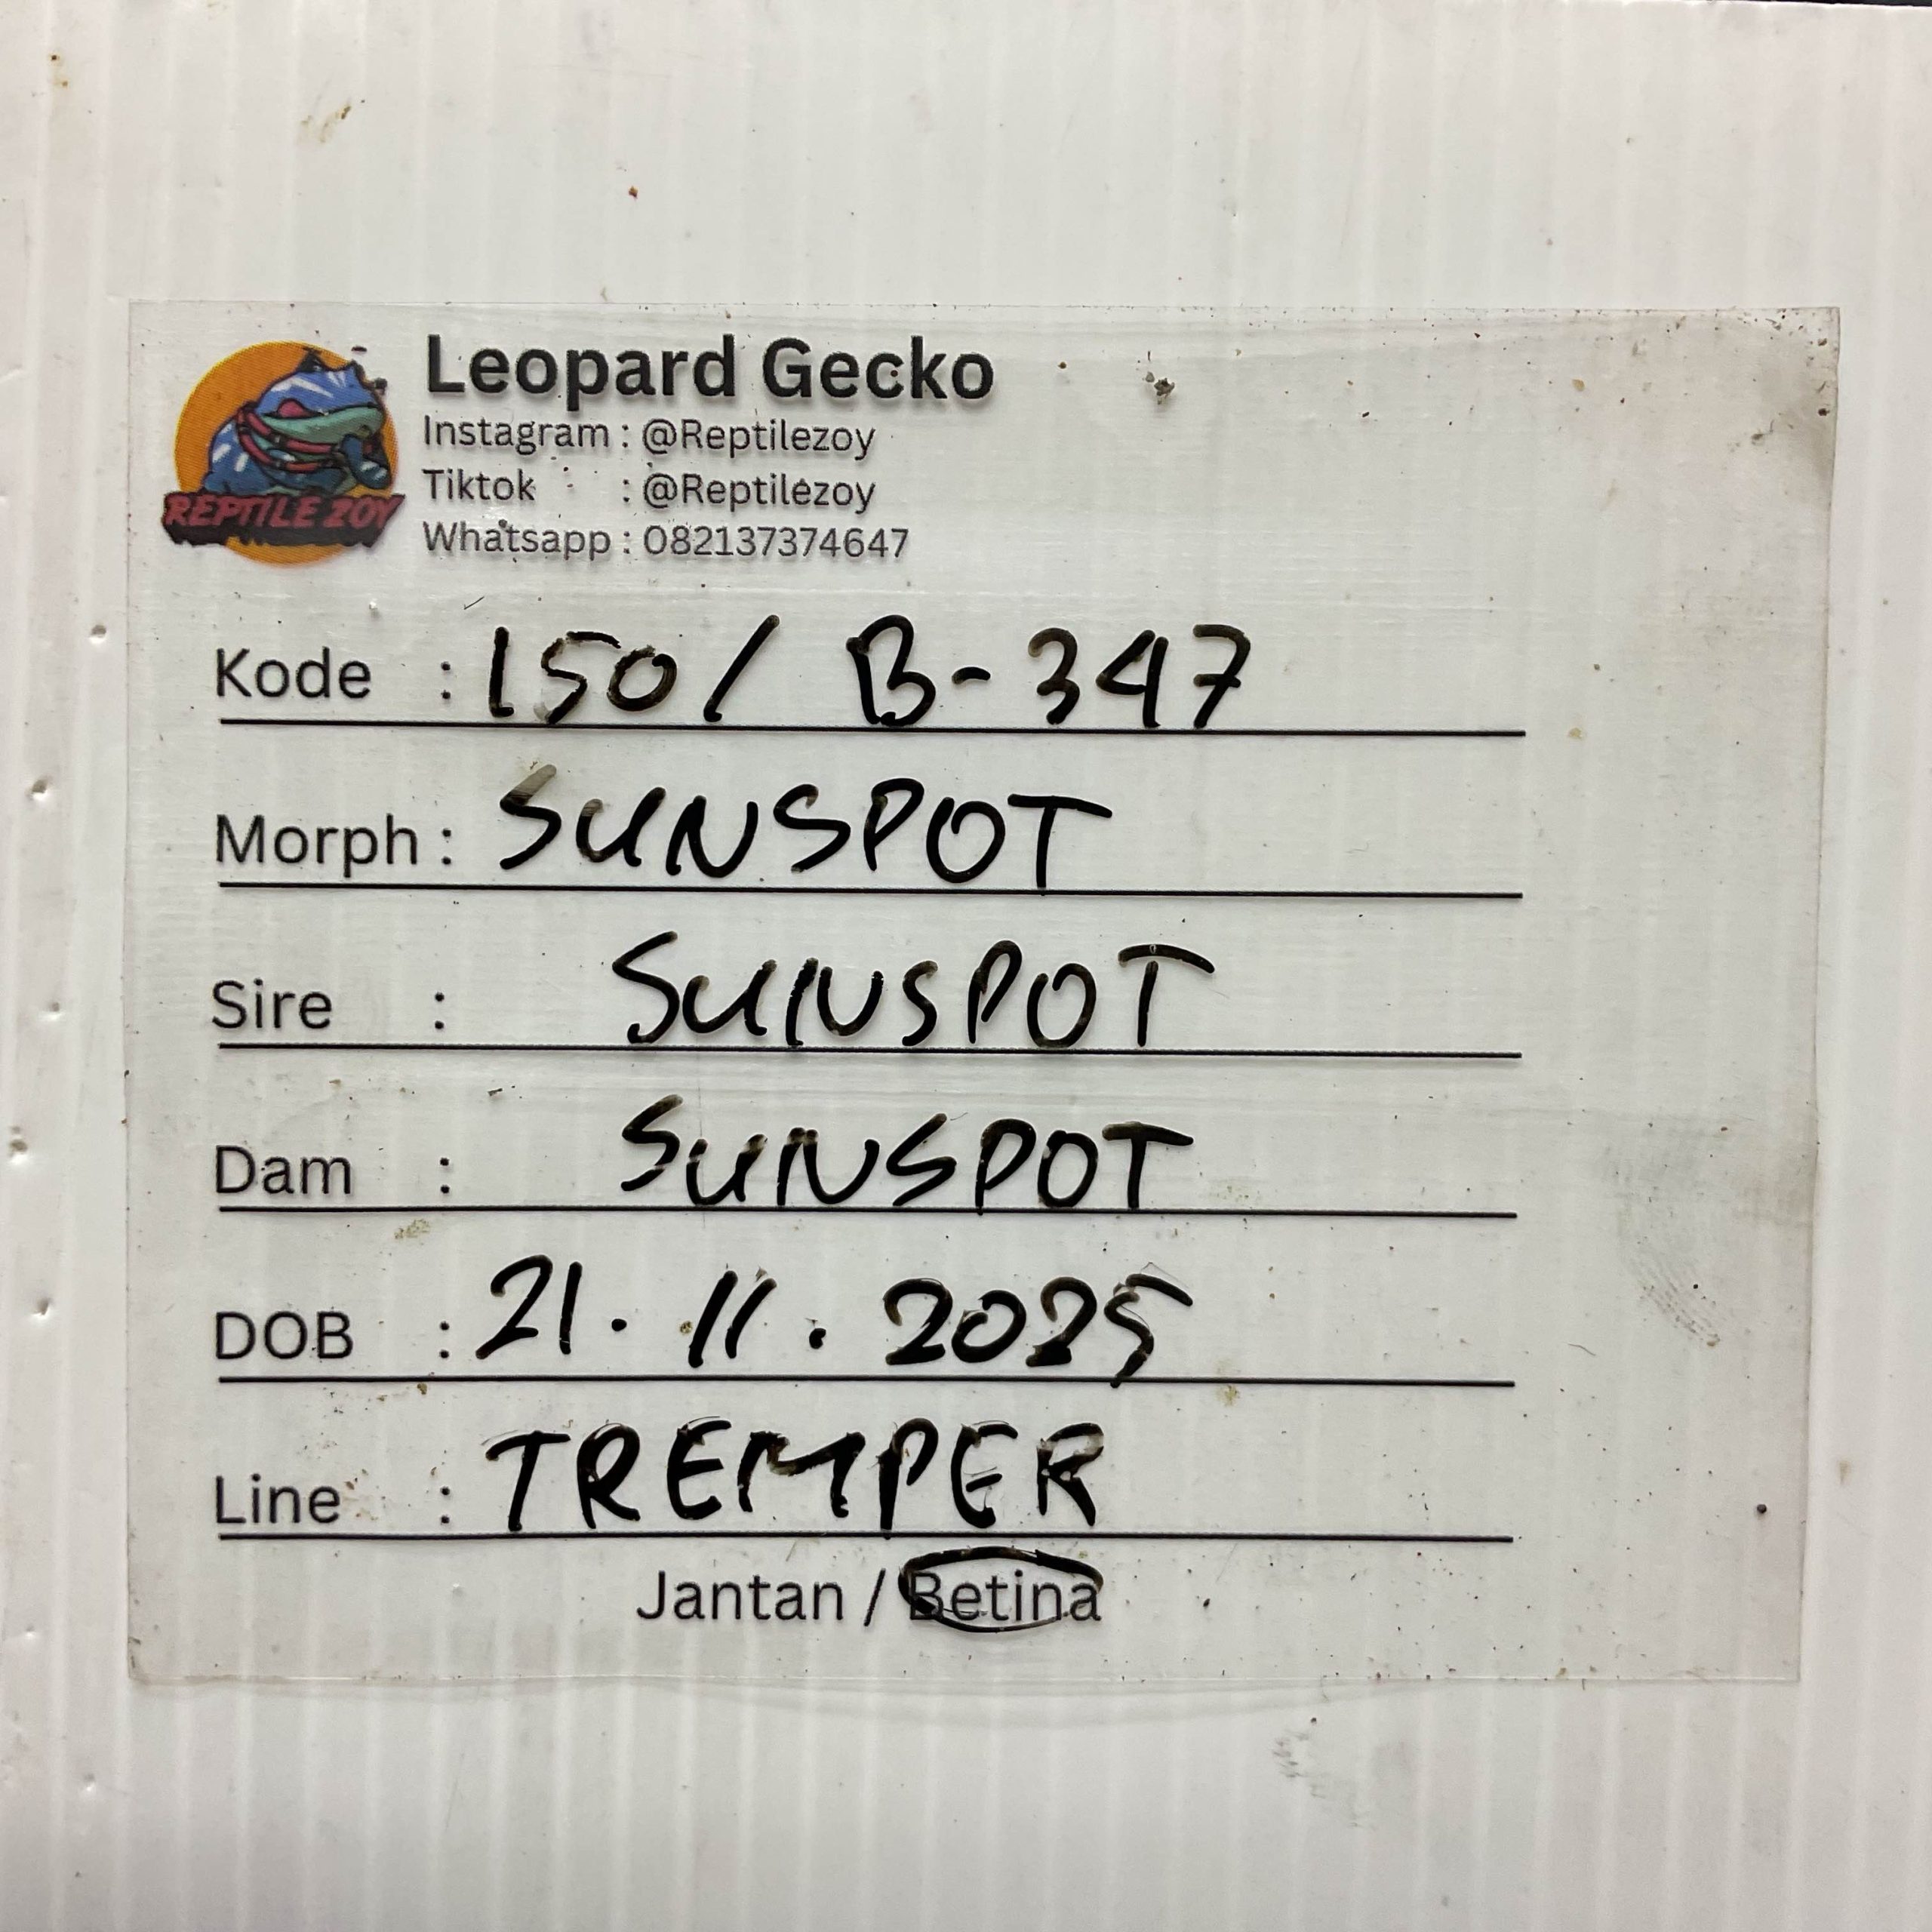 Leopard Gecko
Instagram : @Reptilezoy
Tiktok : @Reptilezoy
Whatsapp : 082137374647
REPTILE ZOY
Kode : 150 / B-347
Morph : SUNSPOT
Sire : SUNSPOT
Dam : SUNSPOT
DOB : 21.11.2025
Line : TREMPER
Jantan / Betina